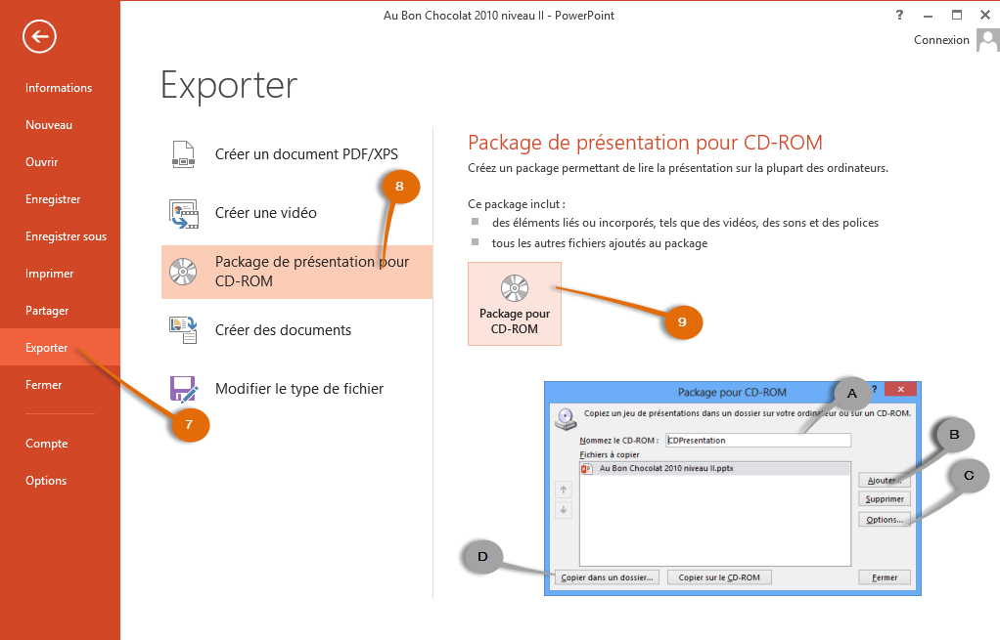 Au Bon Chocolat 2010 niveau II - PowerPoint
?
Connexion
Informations
Nouveau
Ouvrir
Enregistrer
Enregistrer sous
Imprimer
Partager
Exporter
Fermer
Compte
Options
Exporter
Créer un document PDF/XPS
8
Créer une vidéo
Package de présentation pour
CD-ROM
Créer des documents
Modifier le type de fichier
7
Package de présentation pour CD-ROM
Créez un package permettant de lire la présentation sur la plupart des ordinateurs.
Ce package inclut :
des éléments liés ou incorporés, tels que des vidéos, des sons et des polices
tous les autres fichiers ajoutés au package
Package pour
CD-ROM
9
Package pour CD-ROM
A
?
Copiez un jeu de présentations dans un dossier sur votre ordinateur ou sur un CD-ROM.
Nommez le CD-ROM : CDPresentation
B
Fichiers à copier
Au Bon Chocolat 2010 niveau II.pptx
C
Ajouter...
Supprimer
Options...
D
Copier dans un dossier...
Copier sur le CD-ROM
Fermer